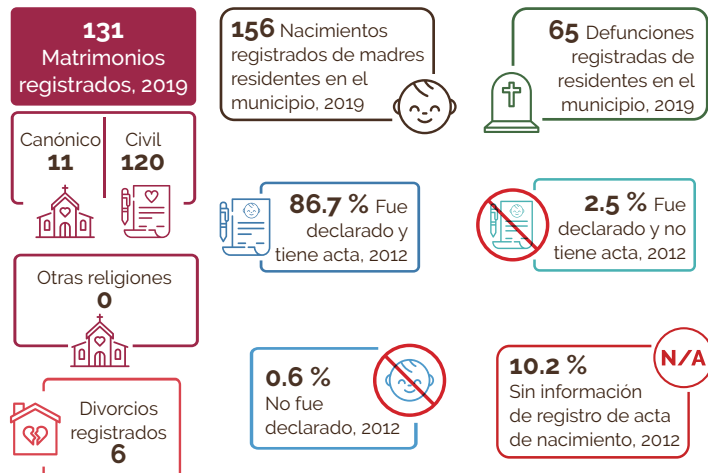 131
Matrimonios
registrados, 2019
Canónico
11
Civil
120
Otras religiones
0
Divorcios
registrados
6
156 Nacimientos
registrados de madres
residentes en el
municipio, 2019
65 Defunciones
registradas de
residentes en el
municipio, 2019
86.7 % Fue
declarado y
tiene acta, 2012
2.5 % Fue
declarado y no
tiene acta, 2012
0.6 %
No fue
declarado, 2012
N/A
10.2 %
Sin información
de registro de acta
de nacimiento, 2012